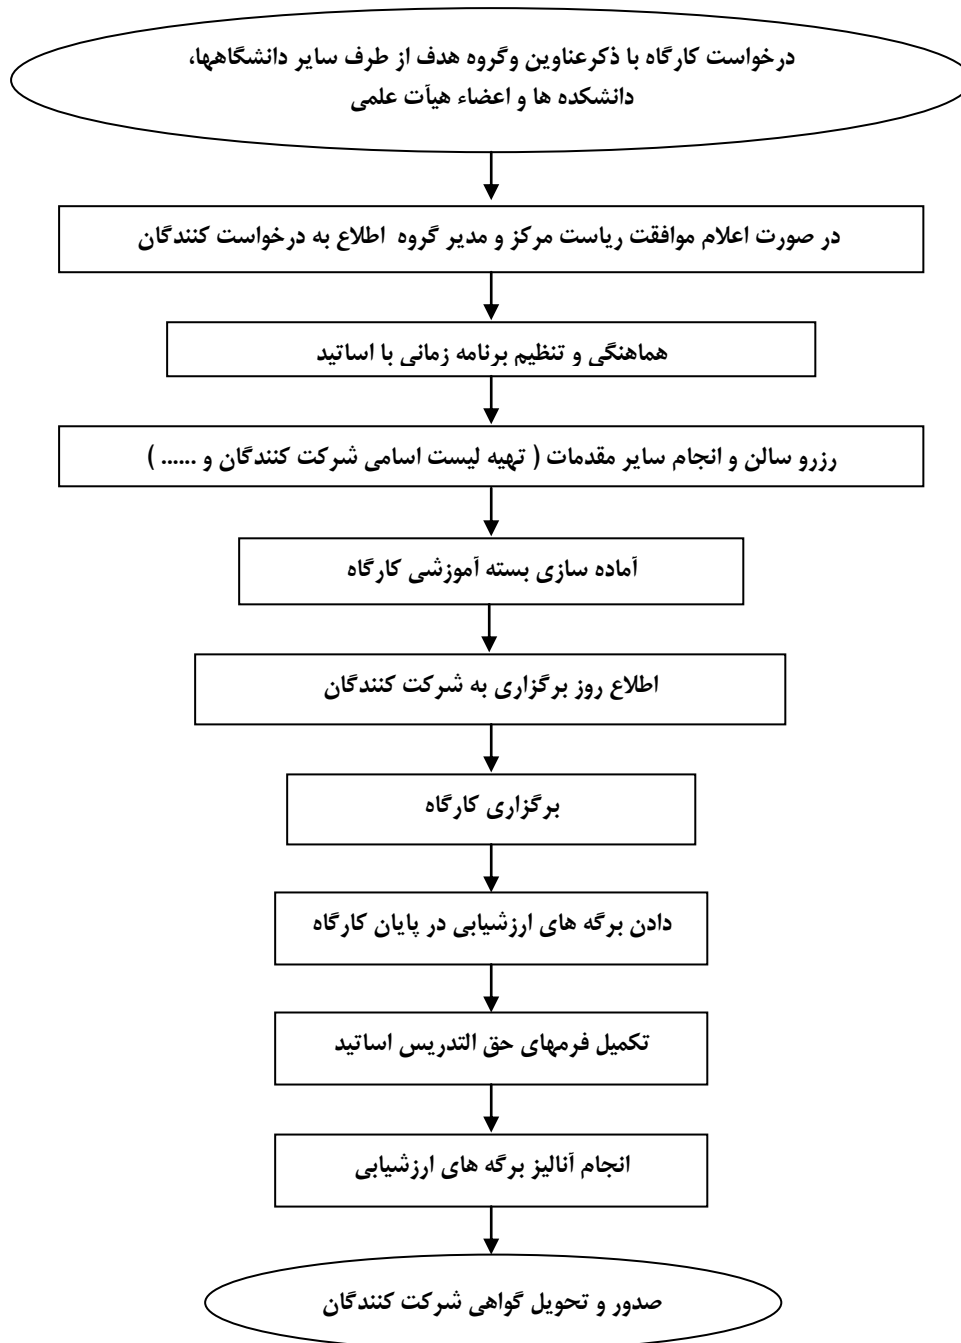 درخواست کارگاه با ذکرعناوین وگروه هدف از طرف سایر دانشگاهها،
دانشکده ها و اعضاء هیأت علمی
در صورت اعلام موافقت ریاست مرکز و مدیر گروه اطلاع به درخواست کنندگان
هماهنگی و تنظیم برنامه زمانی با اساتید
رزرو سالن و انجام سایر مقدمات ( تهیه لیست اسامی شرکت کنندگان و ...... )
آماده سازی بسته آموزشی کارگاه
اطلاع روز برگزاری به شرکت کنندگان
برگزاری کارگاه
دادن برگه های ارزشیابی در پایان کارگاه
تکمیل فرمهای حق التدریس اساتید
انجام آنالیز برگه های ارزشیابی
صدور و تحویل گواهی شرکت کنندگان